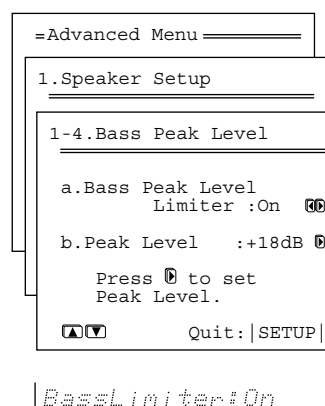 =Advanced Menu
1.Speaker Setup
1-4.Bass Peak Level
a.Bass Peak Level
Limiter :On
b.Peak Level :+18dB
Press to set
Peak Level.
Quit:|SETUP|
BassLimiter:On